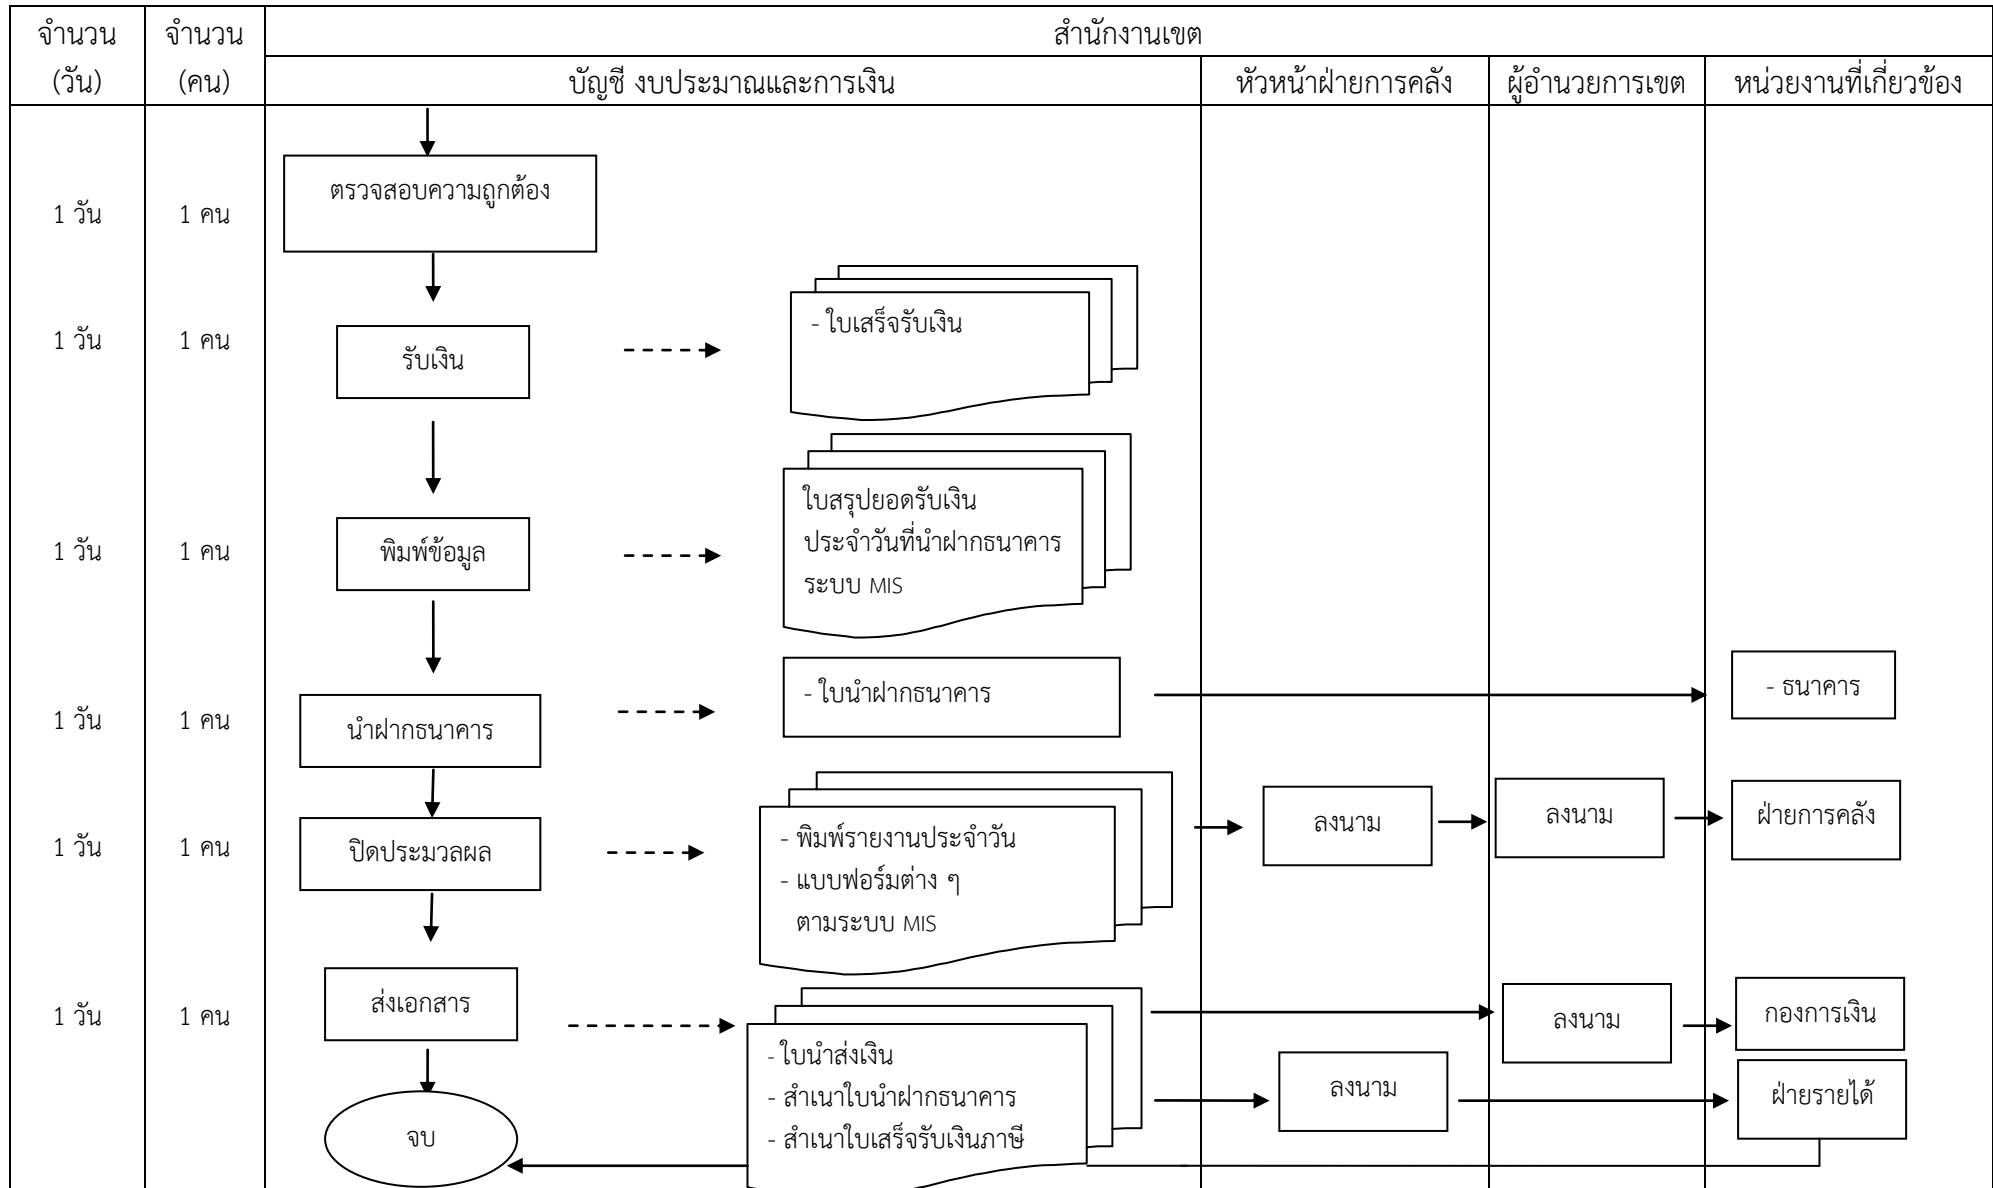 จำนวน
(วัน)
จำนวน
(คน)
สำนักงานเขต
บัญชี งบประมาณและการเงิน
หัวหน้าฝ่ายการคลัง
ผู้อำนวยการเขต
หน่วยงานที่เกี่ยวข้อง
1 วัน
1 คน
ตรวจสอบความถูกต้อง
1 วัน
1 คน
รับเงิน
- ใบเสร็จรับเงิน
1 วัน
1 คน
พิมพ์ข้อมูล
ใบสรุปยอดรับเงิน
ประจำวันที่นำฝากธนาคาร
ระบบ MIS
1 วัน
1 คน
นำฝากธนาคาร
- ใบนำฝากธนาคาร
- ธนาคาร
1 วัน
1 คน
ปิดประมวลผล
- พิมพ์รายงานประจำวัน
- แบบฟอร์มต่าง ๆ
ตามระบบ MIS
ลงนาม
ลงนาม
ฝ่ายการคลัง
1 วัน
1 คน
ส่งเอกสาร
- ใบนำส่งเงิน
- สำเนาใบนำฝากธนาคาร
- สำเนาใบเสร็จรับเงินภาษี
ลงนาม
กองการเงิน
ลงนาม
ฝ่ายรายได้
จบ